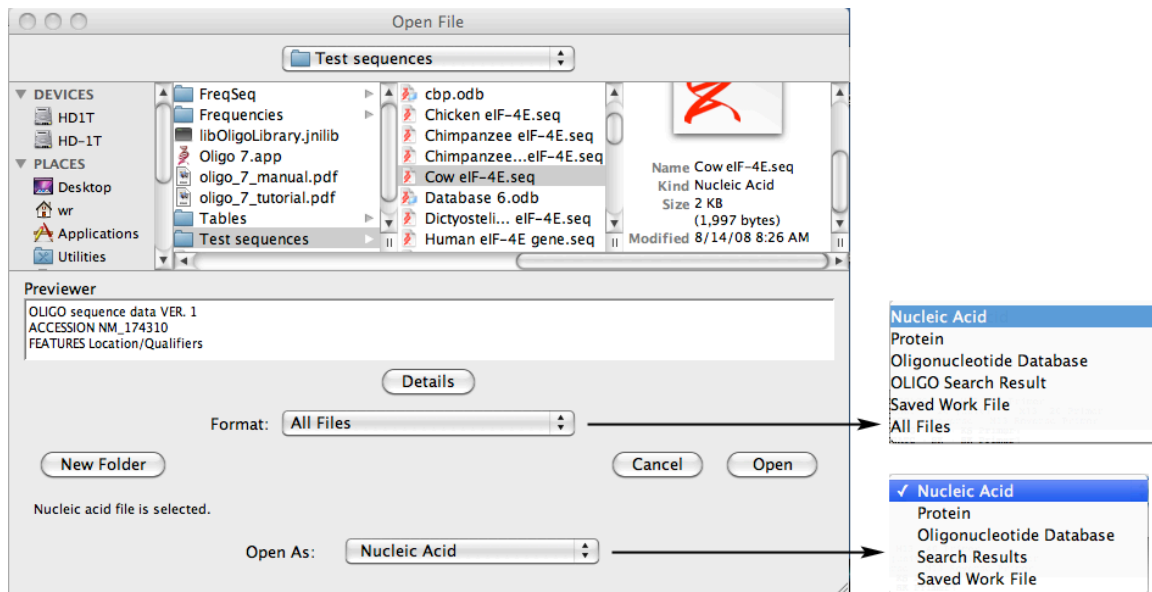 Open File
Test sequences
DEVICES
HD1T
HD-1T
PLACES
Desktop
wr
Applications
Utilities
FreqSeq
Frequencies
libOligoLibrary.jnilib
Oligo 7.app
oligo_7_manual.pdf
oligo_7_tutorial.pdf
Tables
Test sequences
cbp.odb
Chicken eIF-4E.seq
Chimpanzee eIF-4E.seq
Chimpanzee...eIF-4E.seq
Cow eIF-4E.seq
Database 6.odb
Dictyosteli... eIF-4E.seq
Human eIF-4E gene.seq
Name Cow eIF-4E.seq
Kind Nucleic Acid
Size 2 KB
(1,997 bytes)
Modified 8/14/08 8:26 AM
Previewer
OLIGO sequence data VER. 1
ACCESSION NM_174310
FEATURES Location/Qualifiers
Details
Format: All Files
New Folder
Cancel
Open
Nucleic acid file is selected.
Open As: Nucleic Acid
Nucleic Acid
Protein
Oligonucleotide Database
OLIGO Search Result
Saved Work File
All Files
✓ Nucleic Acid
Protein
Oligonucleotide Database
Search Results
Saved Work File